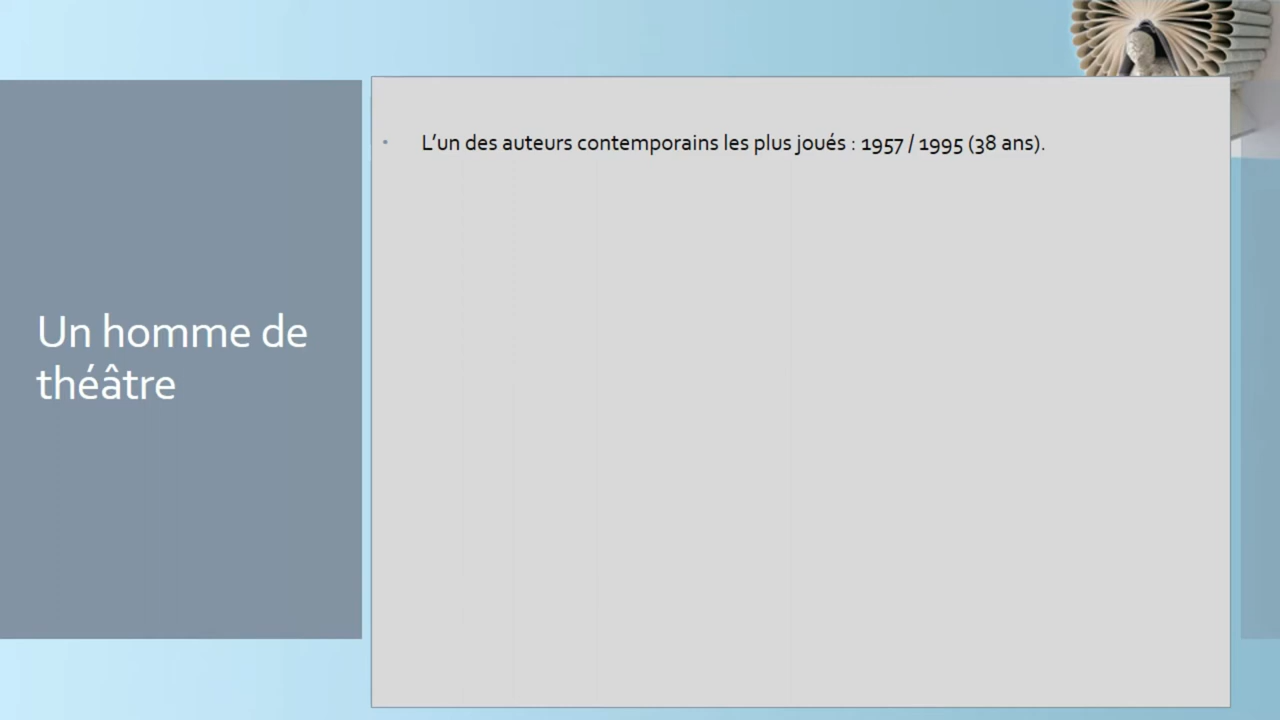 L’un des auteurs contemporains les plus joués : 1957 / 1995 (38 ans).
Un homme de
théâtre